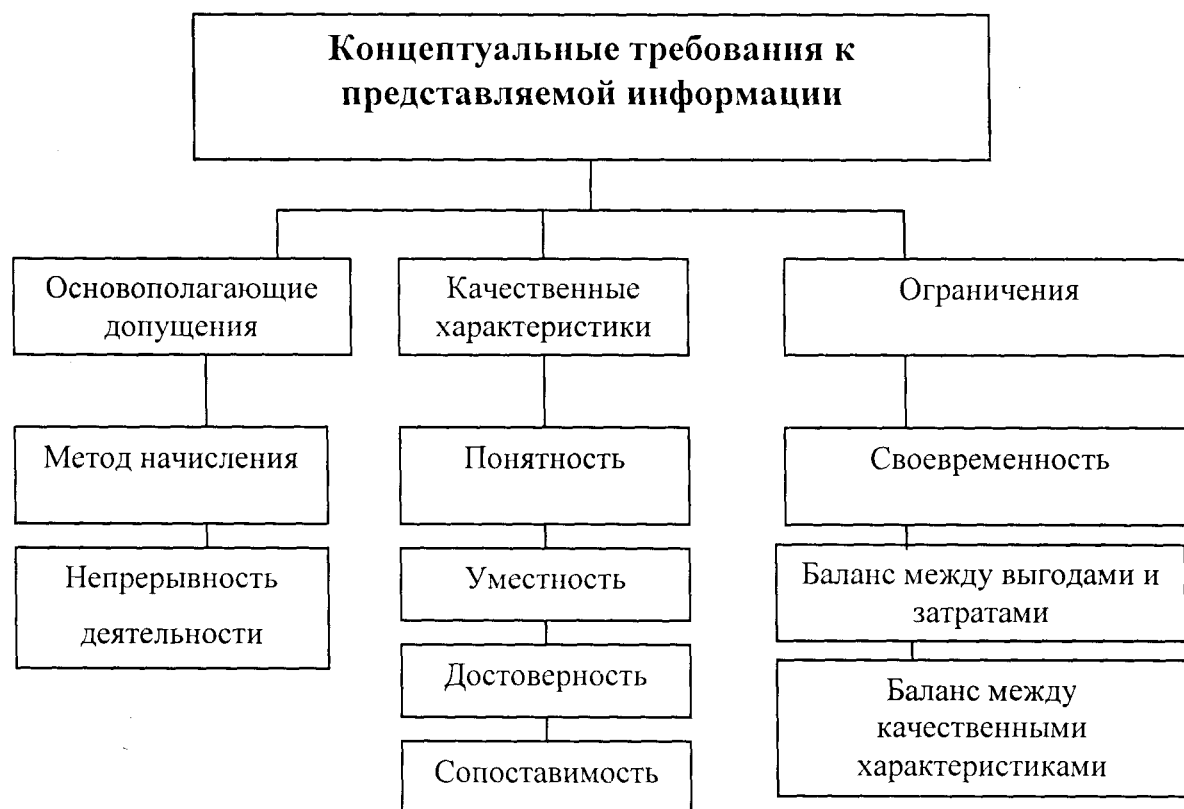 Концептуальные требования к
представляемой информации
Основополагающие
допущения
Качественные
характеристики
Ограничения
Метод начисления
Понятность
Своевременность
Непрерывность
деятельности
Уместность
Баланс между выгодами и
затратами
Достоверность
Баланс между
качественными
характеристиками
Сопоставимость